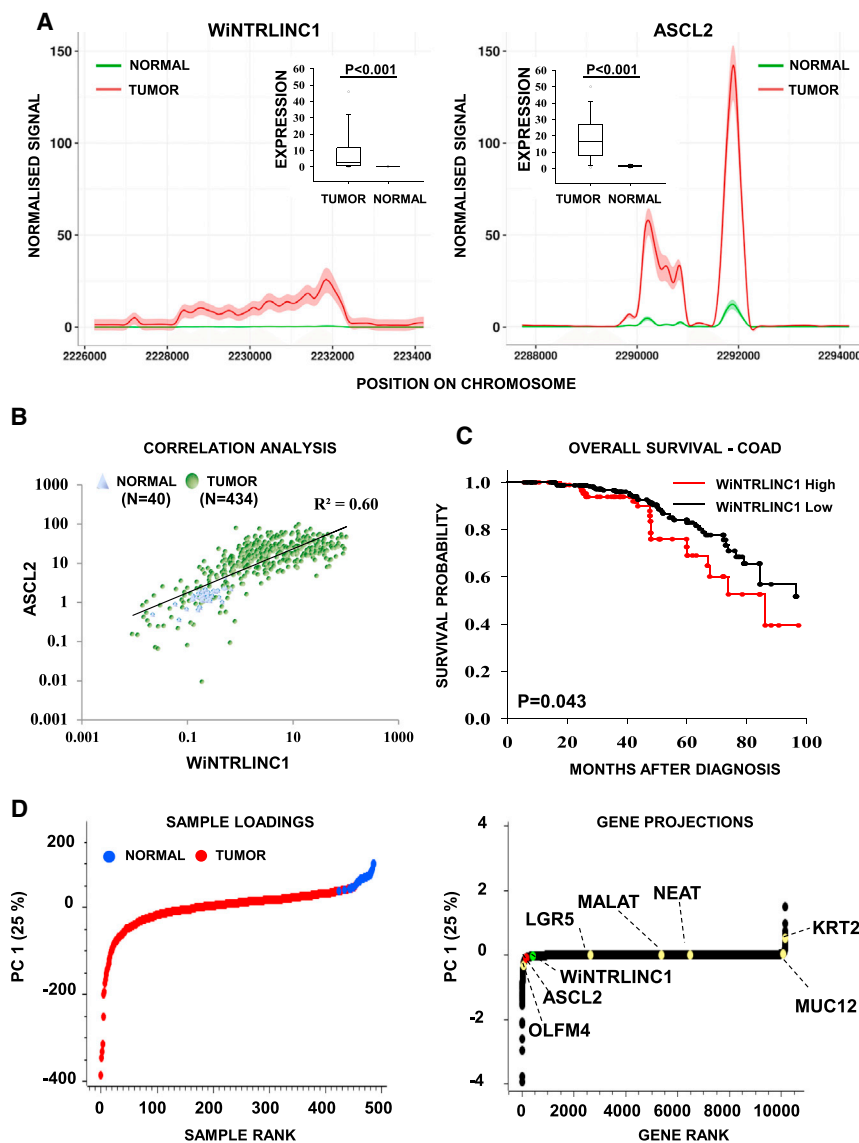 A
WiNTRLINC1
ASCL2
NORMALISED SIGNAL
150
100
50
0
NORMAL
TUMOR
P<0.001
EXPRESSION
60
50
40
30
20
10
0
TUMOR NORMAL
2226000 2228000 2230000 2232000 2234000
NORMALISED SIGNAL
150
100
50
0
P<0.001
EXPRESSION
60
50
40
30
20
10
0
TUMOR NORMAL
NORMAL
TUMOR
2288000 2290000 2292000 2294000
POSITION ON CHROMOSOME
B
CORRELATION ANALYSIS
NORMAL TUMOR
(N=40) (N=434)
R² = 0.60
ASCL2
1000
100
10
1
0.1
0.01
0.001
0.001 0.1 10 1000
WiNTRLINC1
C
OVERALL SURVIVAL - COAD
WiNTRLINC1 High
WiNTRLINC1 Low
SURVIVAL PROBABILITY
1.0
0.8
0.6
0.4
0.2
0.0
P=0.043
0 20 40 60 80 100
MONTHS AFTER DIAGNOSIS
D
SAMPLE LOADINGS
NORMAL TUMOR
PC 1 (25 %)
200
0
-200
-400
0 100 200 300 400 500
SAMPLE RANK
GENE PROJECTIONS
PC 1 (25 %)
4
2
0
-2
-4
LGR5
MALAT
NEAT
KRT2
WiNTRLINC1
ASCL2
OLFM4
MUC12
0 2000 4000 6000 8000 10000
GENE RANK